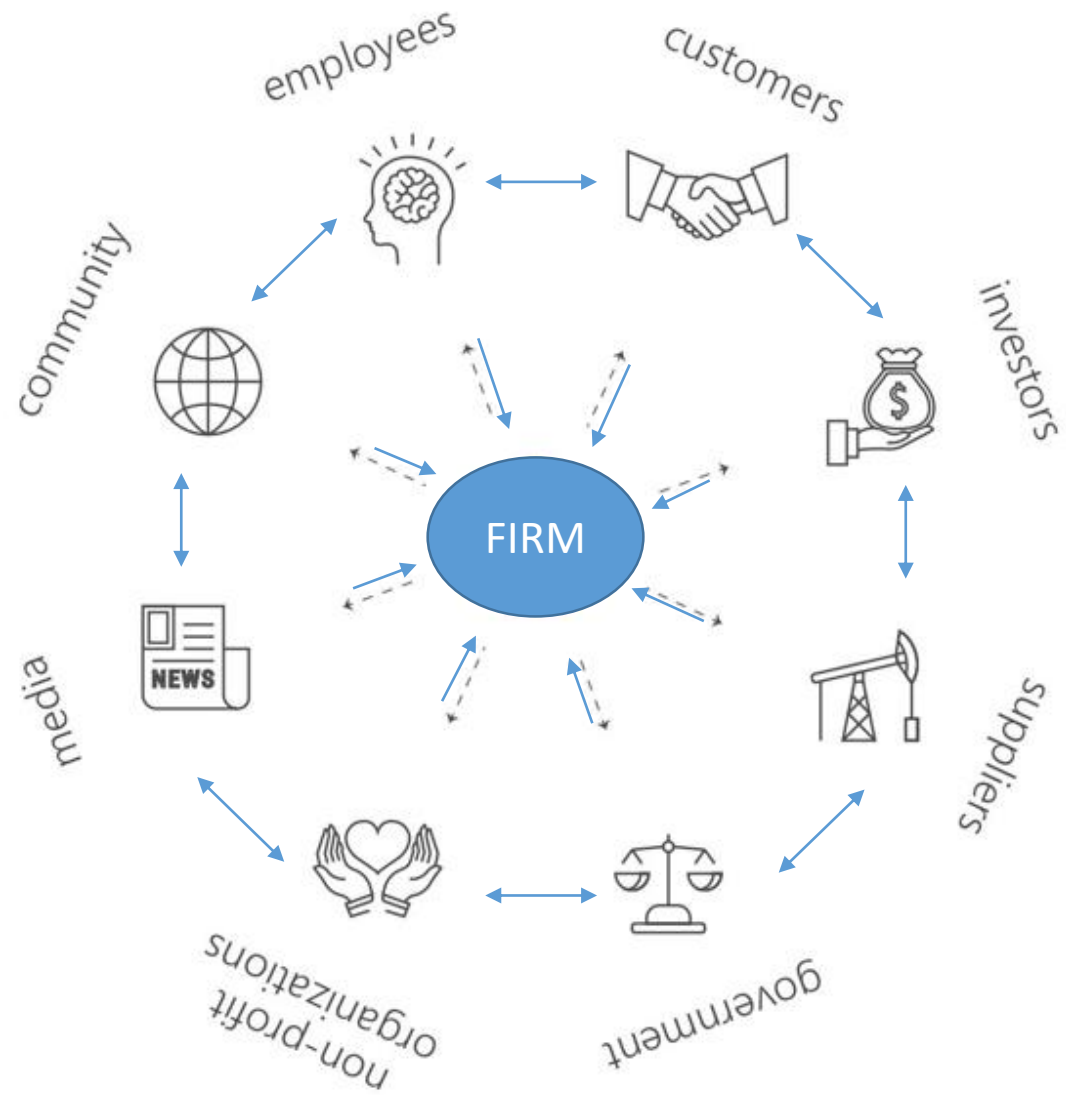 employees
customers
community
investors
$
FIRM
NEWS
media
suppliers
non-profit
organizations
government